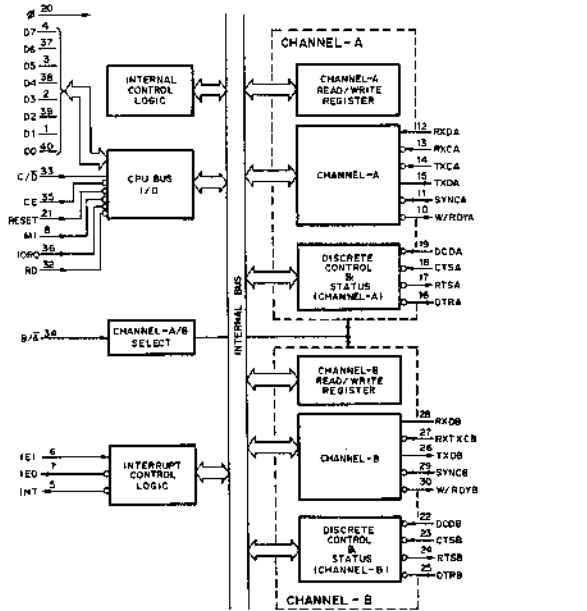 Ø 20
D7 4
D6 37
D5 3
D4 38
D3 2
D2 39
D1 1
D0 40
C/D̅ 33
CE 35
RESET 21
M1 8
IORQ 36
RD 32
B/A̅ 34
IEI 6
IEO 7
INT 5
INTERNAL
CONTROL
LOGIC
CPU BUS
I/O
CHANNEL-A/B
SELECT
INTERRUPT
CONTROL
LOGIC
INTERNAL BUS
CHANNEL-A
CHANNEL-A
READ/WRITE
REGISTER
CHANNEL-A
12 RXDA
13 RXCA
14 TXCA
15 TXDA
11 SYNCA
10 W/RDYA
DISCRETE
CONTROL
&
STATUS
(CHANNEL-A)
19 DCDA
18 CTSA
17 RTSA
16 DTRA
CHANNEL-B
READ/WRITE
REGISTER
CHANNEL-B
28 RXDB
27 RXTXCB
26 TXDB
29 SYNCB
30 W/RDYB
DISCRETE
CONTROL
&
STATUS
(CHANNEL-B)
22 DCDB
23 CTSB
24 RTSB
25 DTRB
CHANNEL-B